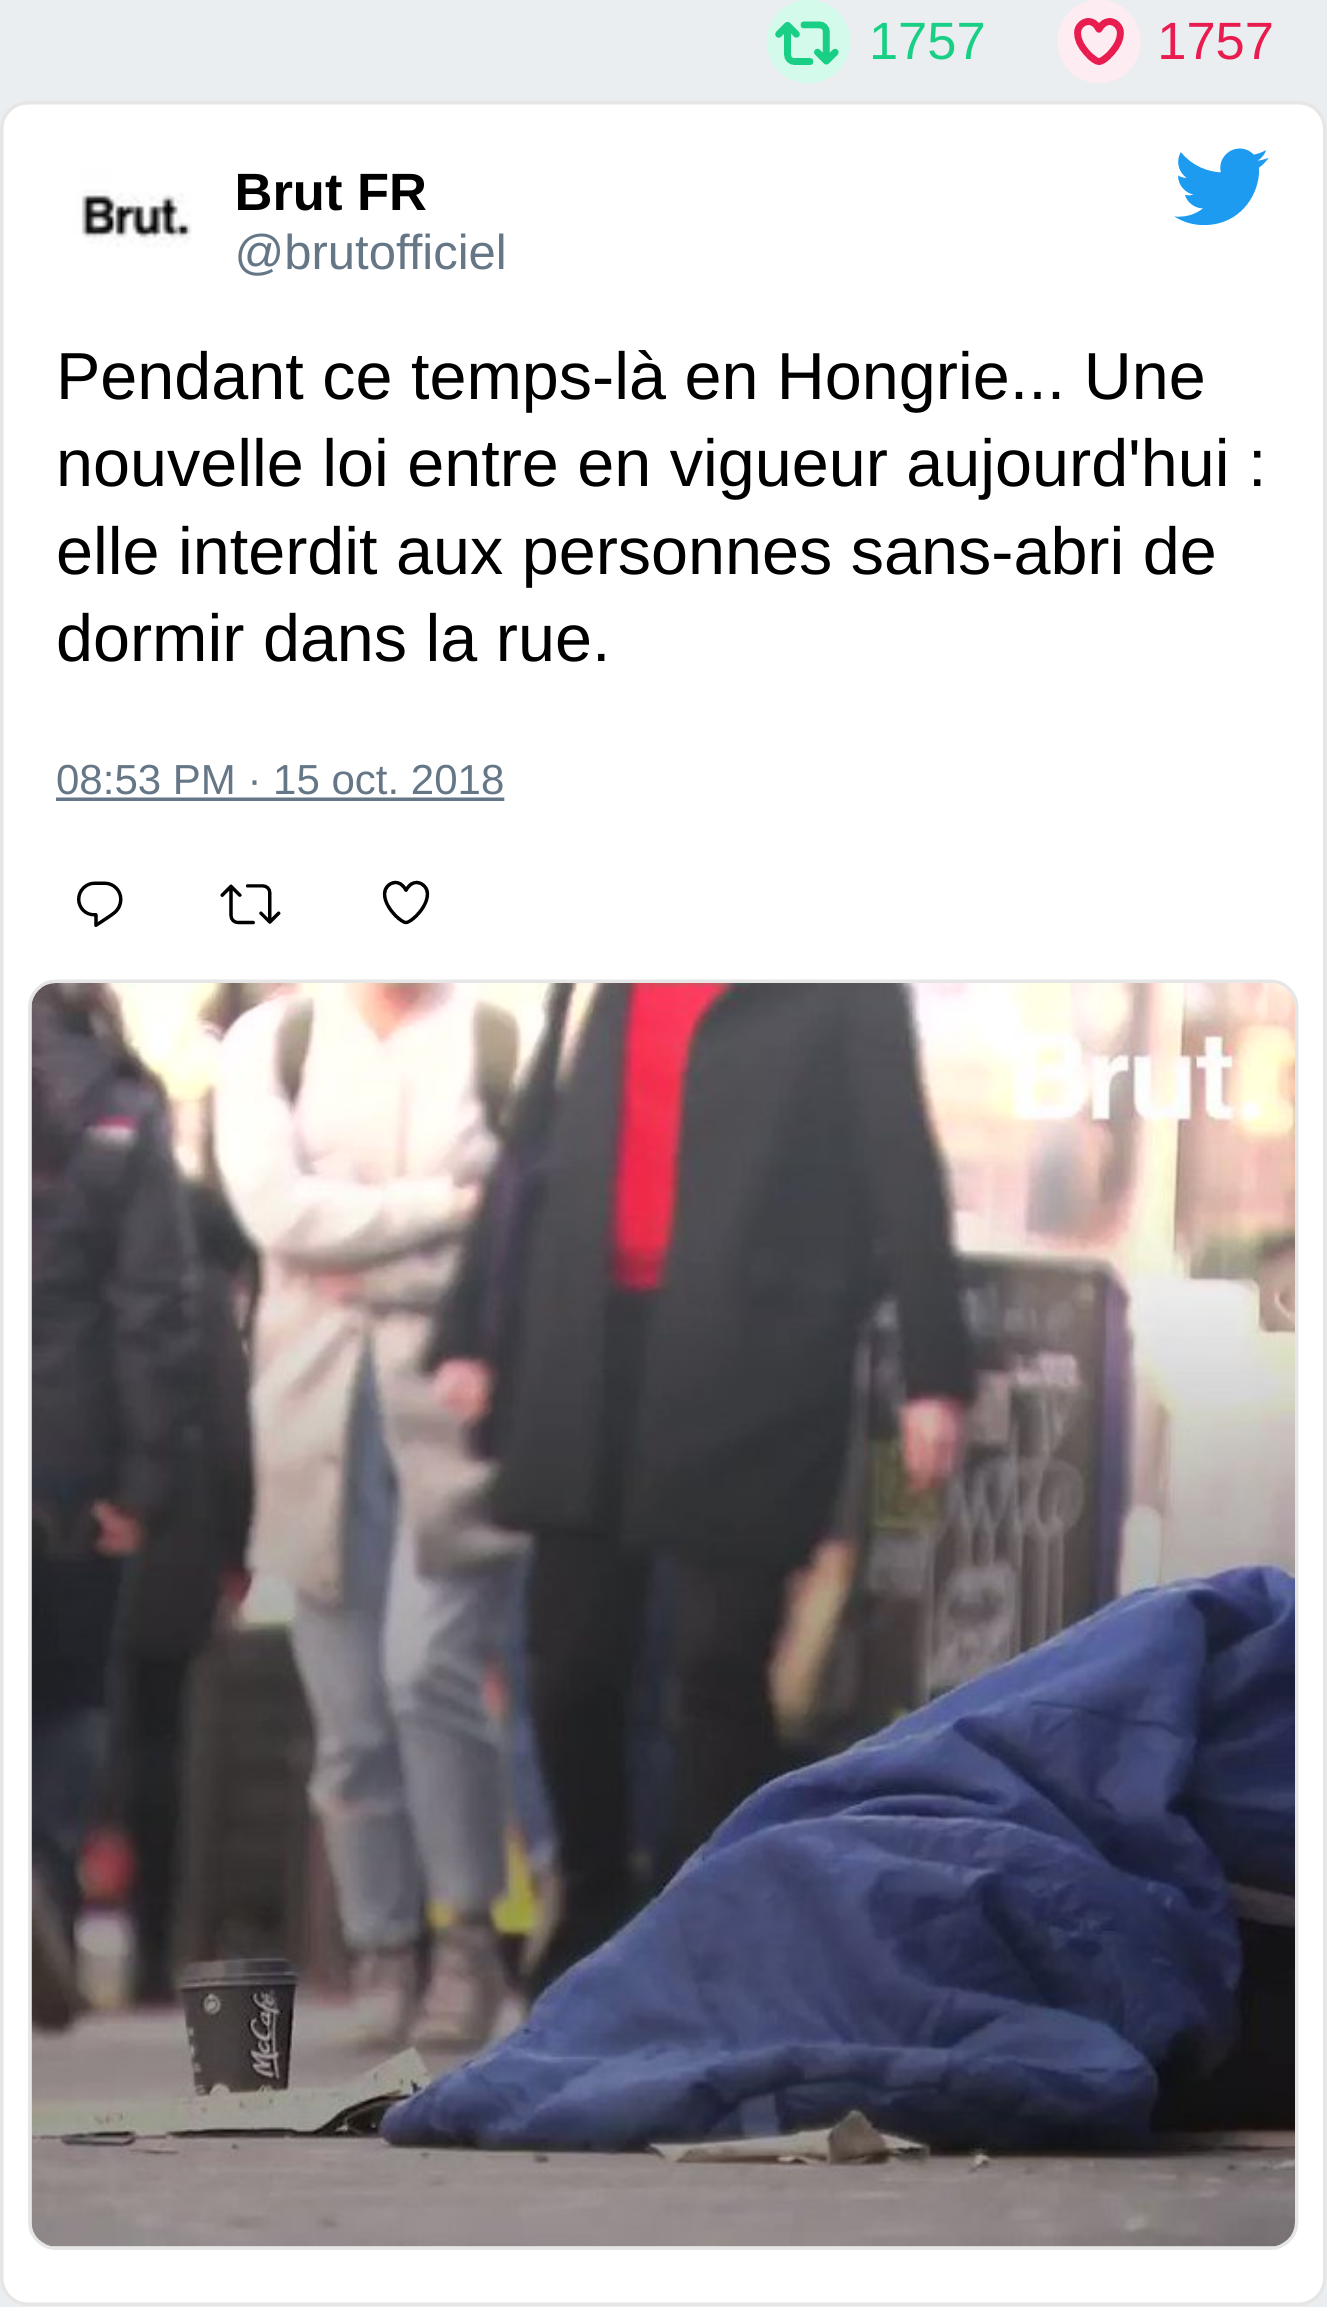 1757 1757
Brut.
Brut FR
@brutofficiel
Pendant ce temps-là en Hongrie... Une
nouvelle loi entre en vigueur aujourd'hui :
elle interdit aux personnes sans-abri de
dormir dans la rue.
08:53 PM · 15 oct. 2018
Brut.
McCafé